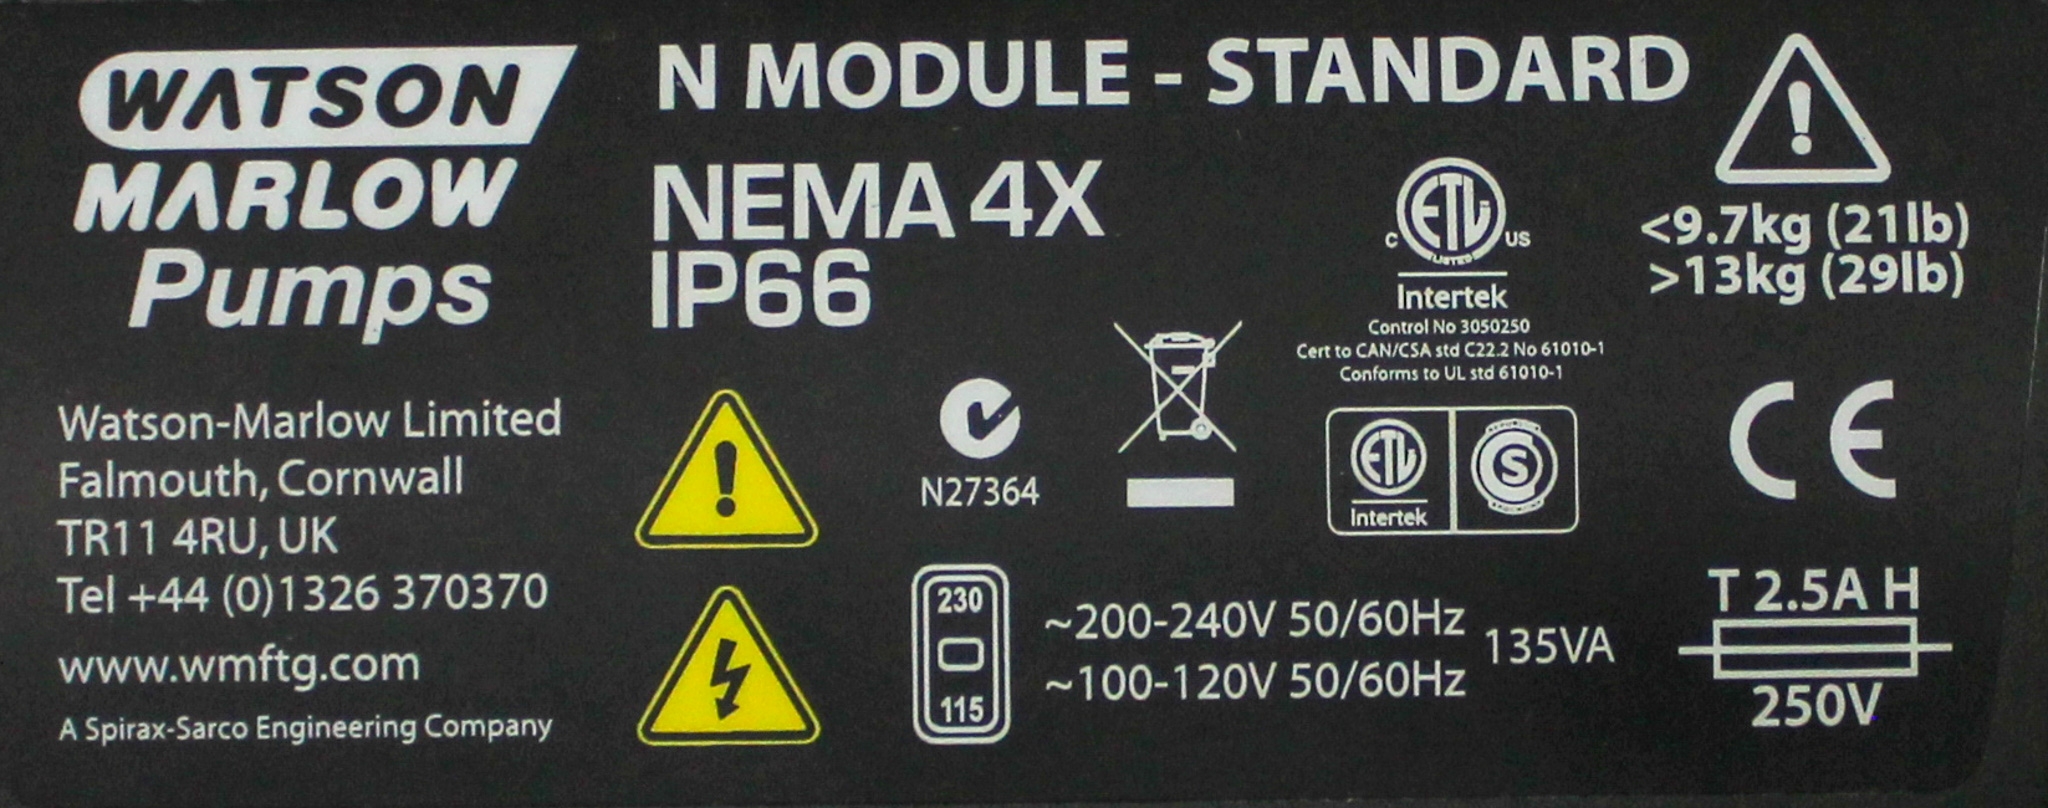 WATSON
MARLOW
Pumps
Watson-Marlow Limited
Falmouth, Cornwall
TR11 4RU, UK
Tel +44 (0)1326 370370
www.wmftg.com
A Spirax-Sarco Engineering Company
N MODULE - STANDARD
NEMA 4X
IP66
N27364
C ETL US
LISTED
Intertek
Control No 3050250
Cert to CAN/CSA std C22.2 No 61010-1
Conforms to UL std 61010-1
ETL
Intertek
S
<9.7kg (21lb)
>13kg (29lb)
CE
230
115
~200-240V 50/60Hz
~100-120V 50/60Hz
135VA
T 2.5A H
250V